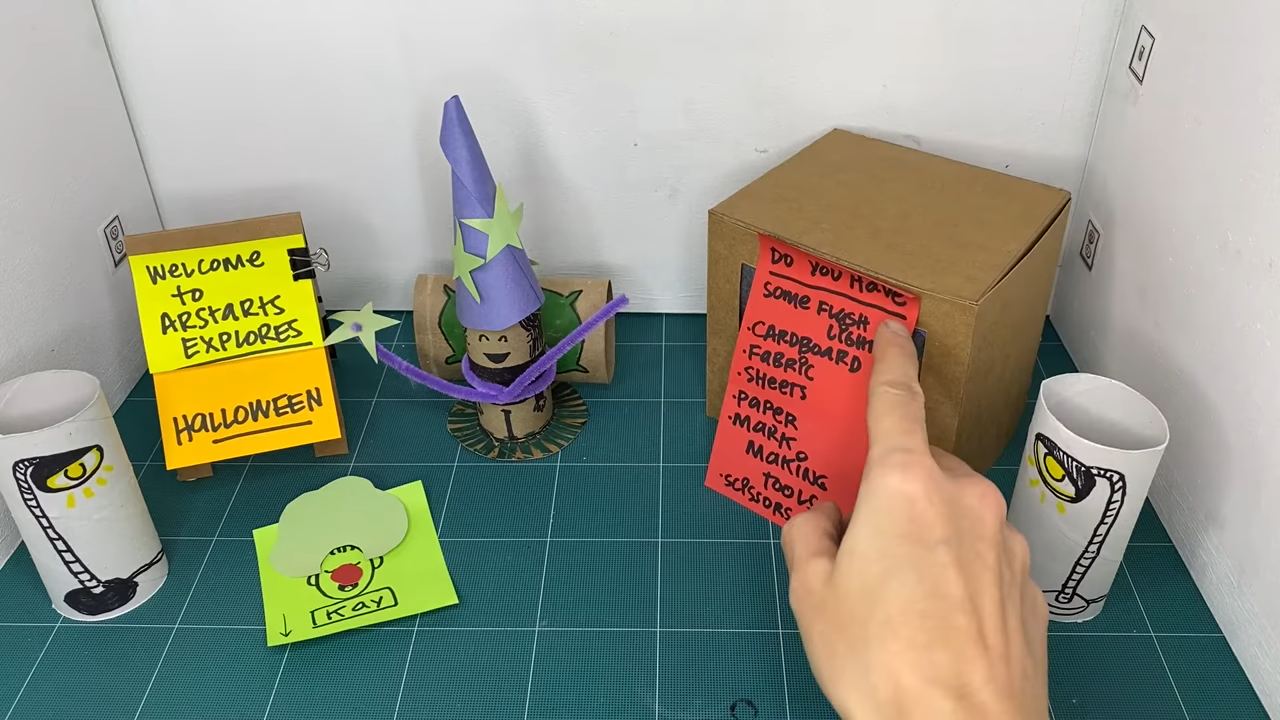 WELCOME
to
ARSTARTS
EXPLORES
HALLOWEEN
KAY
DO YOU HAVE
SOME FLASH
LIGHT
·CARDBOARD
·FABRIC
·SHEETS
·PAPER
·MARK
MAKING
TOOLS
·SCISSORS